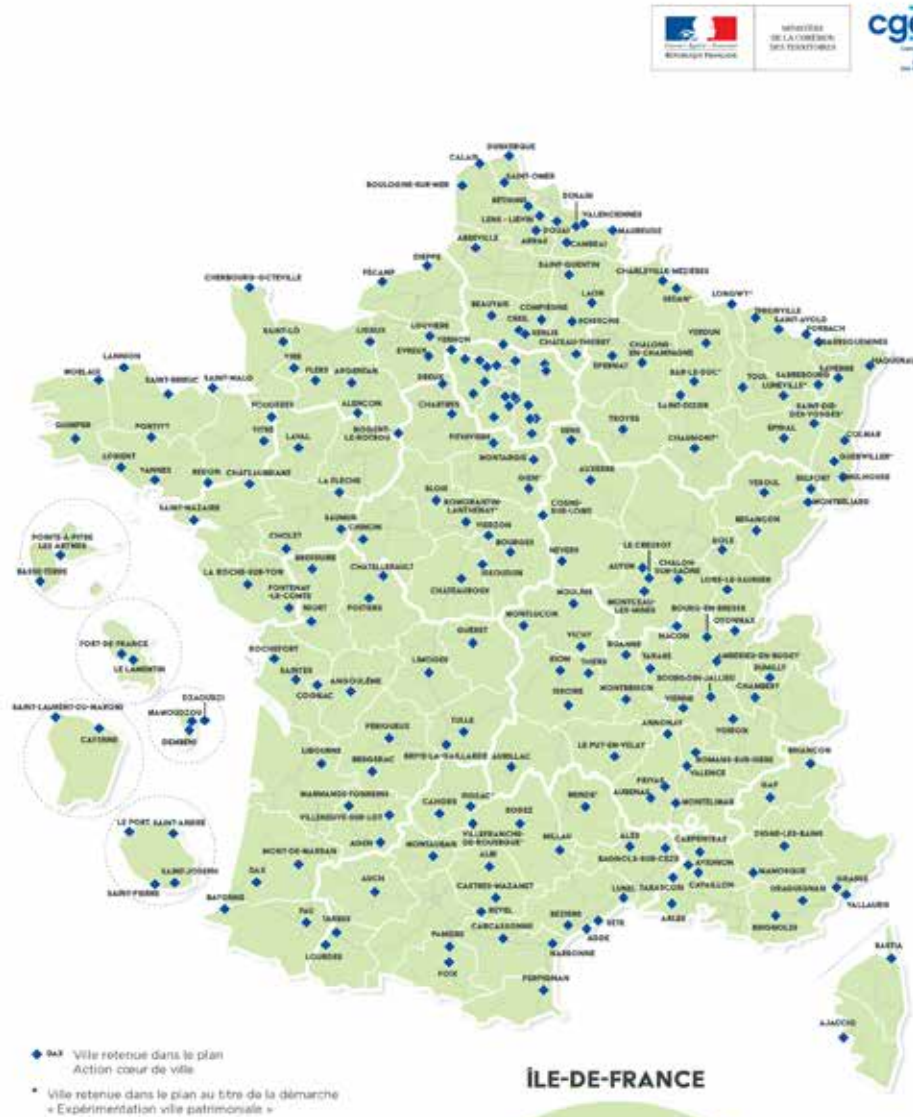 RÉPUBLIQUE FRANÇAISE
MINISTÈRE
DE LA COHÉSION
DES TERRITOIRES
DUNKERQUE
CALAIS
BOULOGNE-SUR-MER
SAINT-OMER
BÉTHUNE
DENAIN
LENS - LIÉVIN
VALENCIENNES
DOUAI
MAUBEUGE
ARRAS
CAMBRAI
ABBEVILLE
DIEPPE
SAINT-QUENTIN
CHARLEVILLE-MÉZIÈRES
CHERBOURG-OCTEVILLE
FÉCAMP
SEDAN*
LONGWY*
LAON
BEAUVAIS
COMPIÈGNE
THIONVILLE
SAINT-AVOLD
FORBACH
SARREGUEMINES
CREIL
SOISSONS
SAINT-LÔ
LISIEUX
LOUVIERS
VERNON
CHÂTEAU-THIERRY
VERDUN
HAGUENAU
VIRE
ÉVREUX
ÉPERNAY
CHALONS-
EN-CHAMPAGNE
LANNION
MORLAIX
SAINT-BRIEUC
SAINT-MALO
FLERS
ARGENTAN
DREUX
BAR-LE-DUC*
TOUL
SARREBOURG
SAVERNE
LUNÉVILLE*
FOUGÈRES
ALENÇON
CHARTRES
SAINT-DIZIER
SAINT-DIÉ-
DES-VOSGES*
QUIMPER
PONTIVY
VITRÉ
LAVAL
NOGENT-
LE-ROTROU
PITHIVIERS
SENS
TROYES
CHAUMONT*
ÉPINAL
COLMAR
LORIENT
VANNES
REDON
CHATEAUBRIANT
MONTARGIS
AUXERRE
GUEBWILLER*
MULHOUSE
LA FLÈCHE
BLOIS
GIEN*
VESOUL
BELFORT
MONTBÉLIARD
ROMORANTIN-
LANTHENAY*
COSNE-
SUR-LOIRE
BESANÇON
SAINT-NAZAIRE
SAUMUR
CHINON
VIERZON
BOURGES
POINTE-À-PITRE
LES ABYMES
CHOLET
NEVERS
LE CREUSOT
DOLE
BASSE-TERRE
BRESSUIRE
CHATELLERAULT
ISSOUDUN
AUTUN
CHALON-
SUR-SAÔNE
LA ROCHE-SUR-YON
LONS-LE-SAUNIER
FONTENAY
-LE-COMTE
NIORT
POITIERS
CHATEAUROUX
MOULINS
MONTCEAU-
LES-MINES
MONTLUÇON
BOURG-EN-BRESSE
OYONNAX
FORT-DE-FRANCE
LE LAMENTIN
GUÉRET
VICHY
ROANNE
MACON
ROCHEFORT
LIMOGES
RIOM
THIERS
TARARE
AMBÉRIEU-EN-BUGEY
RUMILLY
SAINTES
COGNAC
ANGOULÊME
BOURGOIN-JALLIEU
SAINT-LAURENT-DU-MARONI
DZAOUDZI
MAMOUDZOU
ISSOIRE
MONTBRISON
VIENNE
CHAMBÉRY
CAYENNE
DEMBENI
PÉRIGUEUX
TULLE
ANNONAY
VOIRON
LIBOURNE
BRIVE-LA-GAILLARDE
AURILLAC
LE PUY-EN-VELAY
ROMANS-SUR-ISÈRE
BRIANÇON
BERGERAC
VALENCE
PRIVAS
MARMANDE-TONNEINS
CAHORS
FIGEAC*
MENDE*
AUBENAS
MONTELIMAR
GAP
LE PORT
SAINT-ANDRÉ
VILLENEUVE-SUR-LOT
RODEZ
VILLEFRANCHE-
DE-ROUERGUE*
MILLAU
ALÈS
CARPENTRAS
DIGNE-LES-BAINS
AGEN
MONTAUBAN
ALBI
BAGNOLS-SUR-CÈZE
AVIGNON
MONT-DE-MARSAN
SAINT-JOSEPH
SAINT-PIERRE
DAX
AUCH
CASTRES-MAZAMET
LUNEL
TARASCON
CAVAILLON
MANOSQUE
GRASSE
DRAGUIGNAN
VALLAURIS
BAYONNE
REVEL
ARLES
BRIGNOLES
PAU
TARBES
CARCASSONNE
BÉZIERS
SÈTE
AGDE
PAMIERS
NARBONNE
LOURDES
FOIX
BASTIA
PERPIGNAN
AJACCIO
DAX Ville retenue dans le plan
Action cœur de ville
* Ville retenue dans le plan au titre de la démarche
« Expérimentation ville patrimoniale »
ÎLE-DE-FRANCE